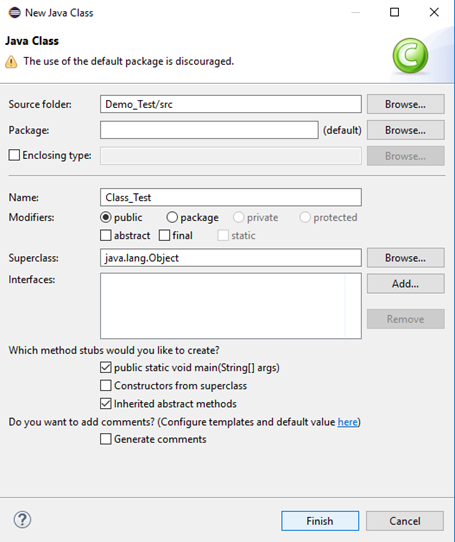 New Java Class
Java Class
The use of the default package is discouraged.
C
Source folder: Demo_Test/src Browse...
Package: (default) Browse...
Enclosing type: Browse...
Name: Class_Test
Modifiers: public package private protected
abstract final static
Superclass: java.lang.Object Browse...
Interfaces: Add...
Remove
Which method stubs would you like to create?
public static void main(String[] args)
Constructors from superclass
Inherited abstract methods
Do you want to add comments? (Configure templates and default value here)
Generate comments
? Finish Cancel